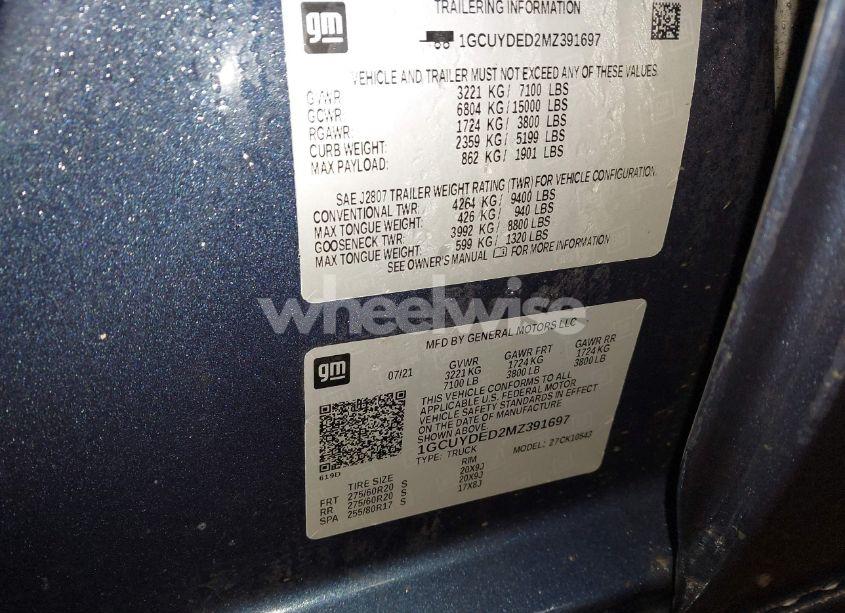 gm
TRAILERING INFORMATION
1GCUYDED2MZ391697
VEHICLE AND TRAILER MUST NOT EXCEED ANY OF THESE VALUES
GVWR 3221 KG/ 7100 LBS
GCWR: 6804 KG/15000 LBS
RGAWR: 1724 KG/ 3800 LBS
CURB WEIGHT: 2359 KG/ 5199 LBS
MAX PAYLOAD: 862 KG/ 1901 LBS
SAE J2807 TRAILER WEIGHT RATING (TWR) FOR VEHICLE CONFIGURATION.
CONVENTIONAL TWR: 4264 KG/ 9400 LBS
MAX TONGUE WEIGHT: 426 KG/ 940 LBS
GOOSENECK TWR: 3992 KG/ 8800 LBS
MAX TONGUE WEIGHT: 599 KG/ 1320 LBS
SEE OWNER'S MANUAL FOR MORE INFORMATION
wheelwise
MFD BY GENERAL MOTORS LLC
gm
07/21
GVWR GAWR FRT GAWR RR
3221 KG 1724 KG 1724 KG
7100 LB 3800 LB 3800 LB
THIS VEHICLE CONFORMS TO ALL
APPLICABLE U.S. FEDERAL MOTOR
VEHICLE SAFETY STANDARDS IN EFFECT
ON THE DATE OF MANUFACTURE
SHOWN ABOVE.
1GCUYDED2MZ391697
TYPE: TRUCK MODEL: 27CK10543
619D
TIRE SIZE RIM
FRT 275/60R20 S 20X9J
RR 275/60R20 S 20X9J
SPA 255/80R17 S 17X8J